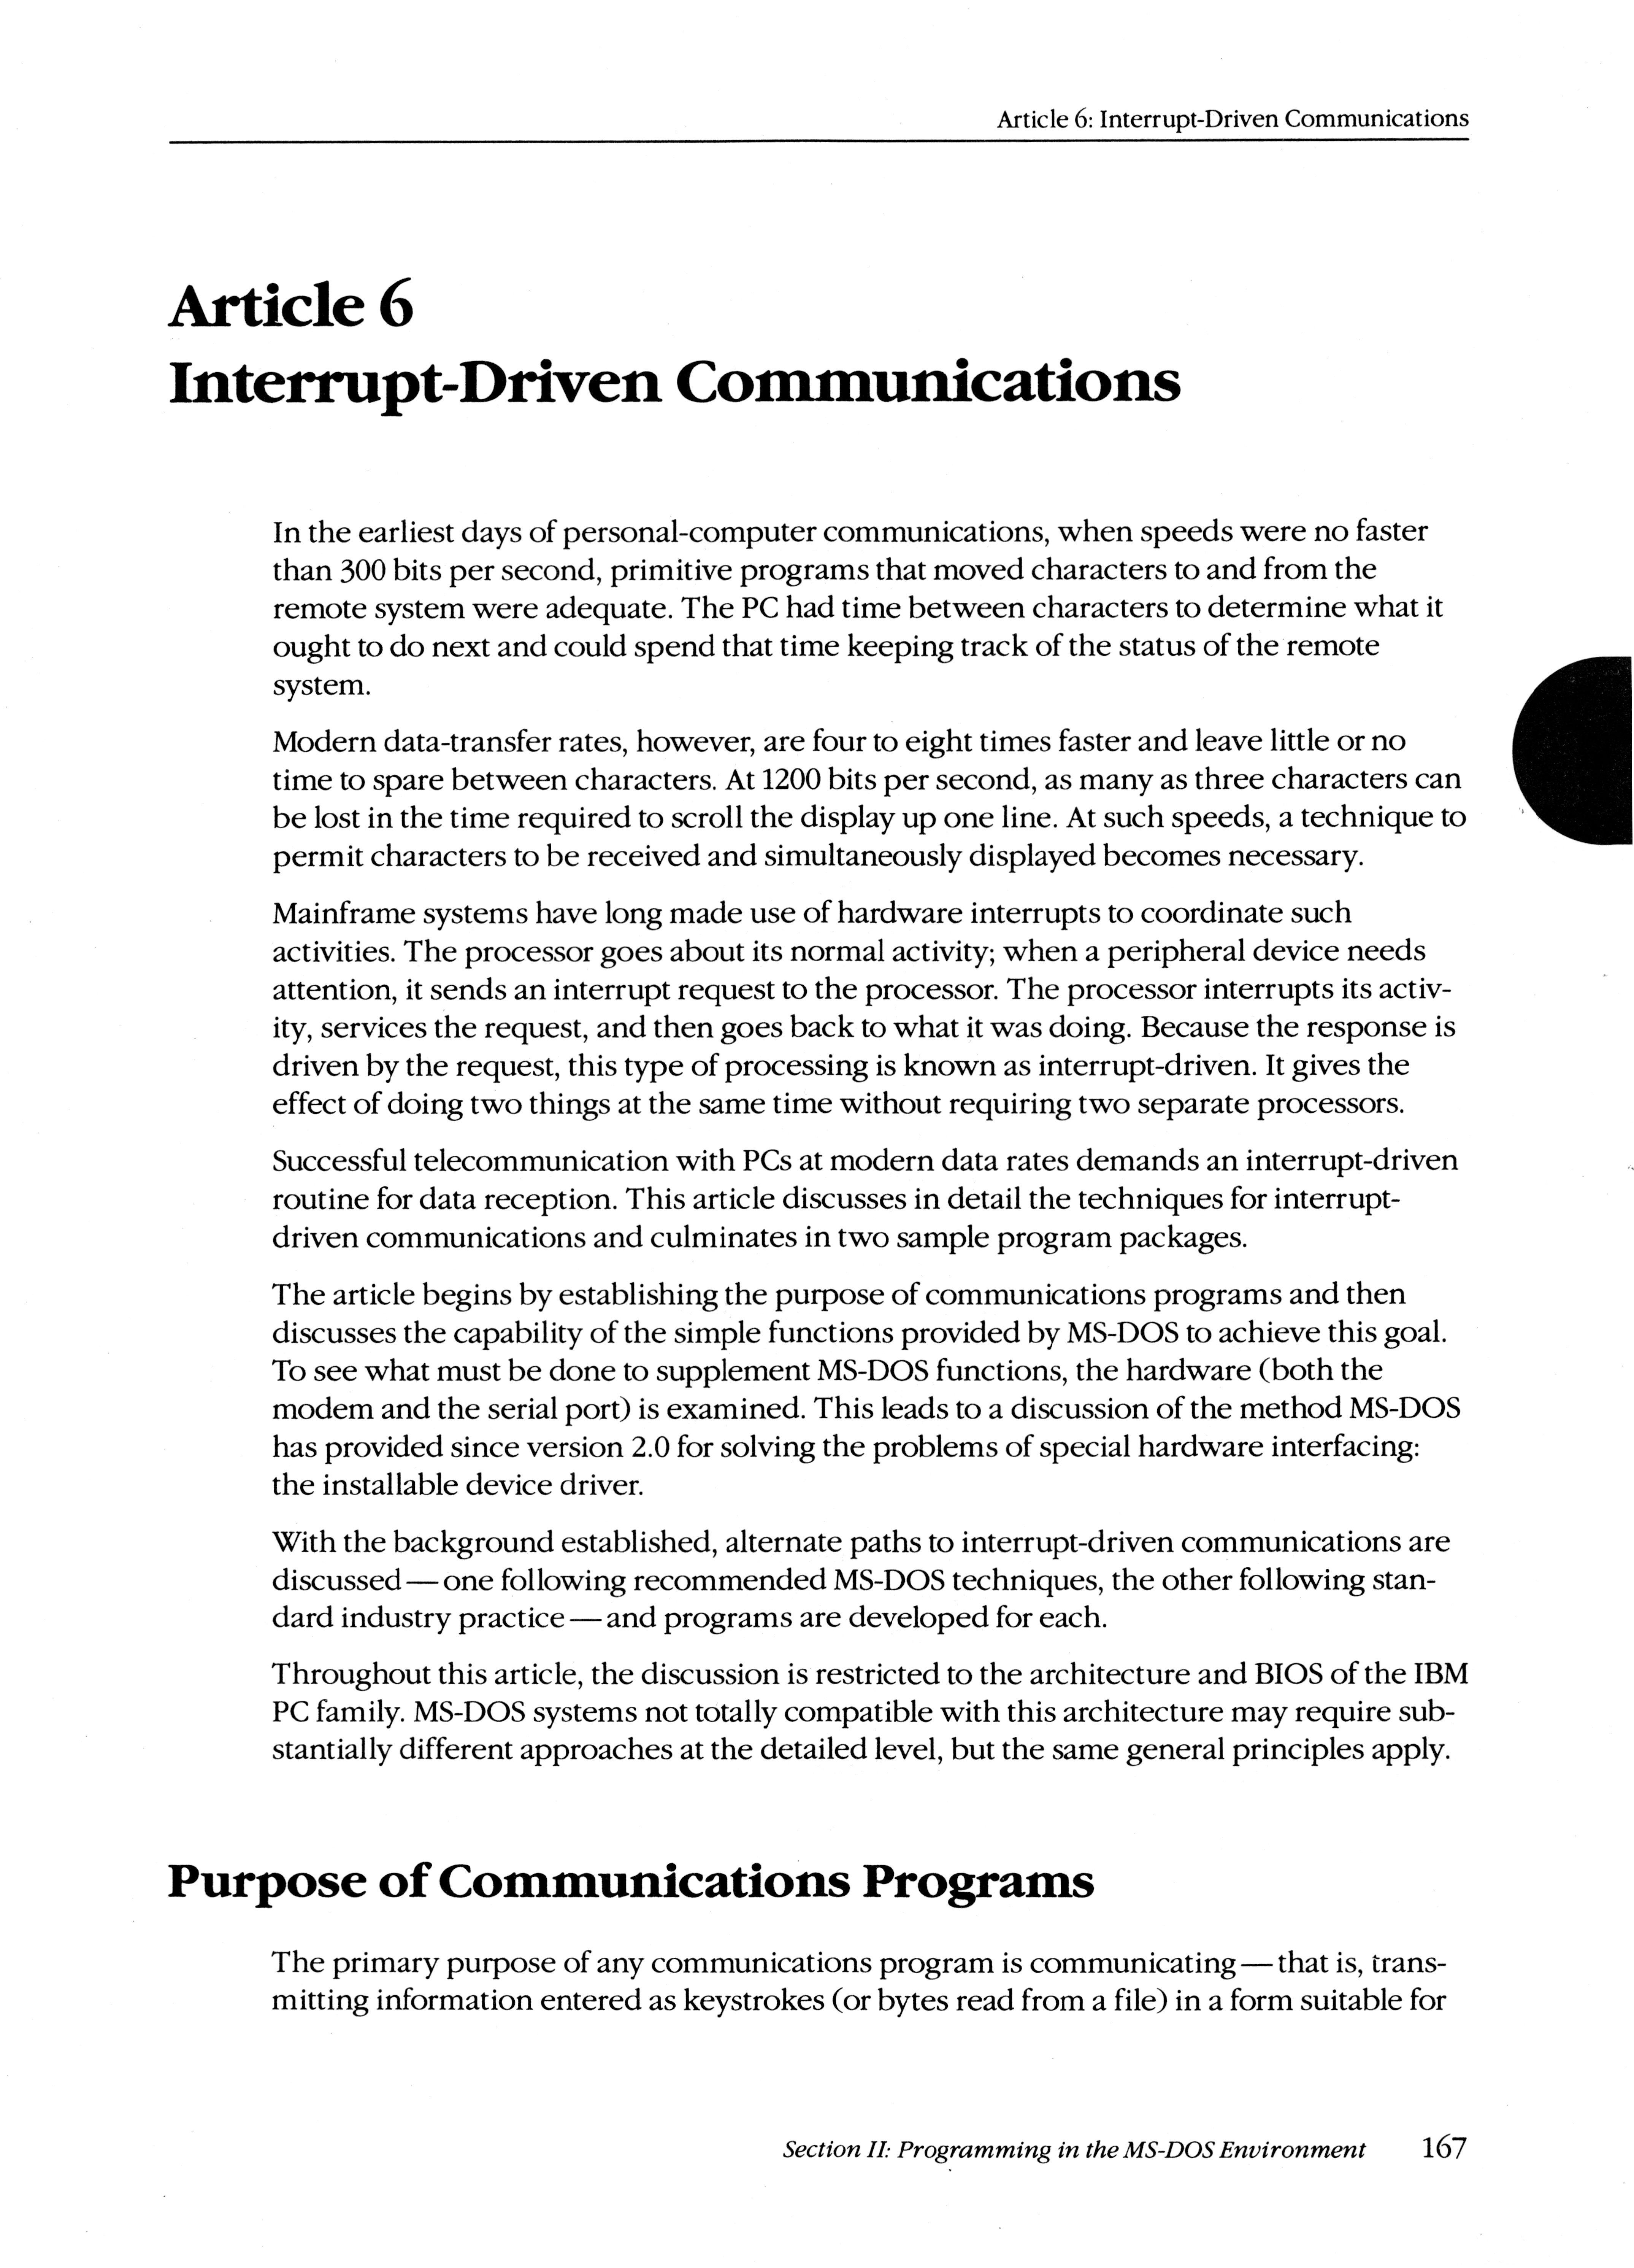 Article 6: Interrupt-Driven Communications
Article 6
Interrupt-Driven Communications
In the earliest days of personal-computer communications, when speeds were no faster
than 300 bits per second, primitive programs that moved characters to and from the
remote system were adequate. The PC had time between characters to determine what it
ought to do next and could spend that time keeping track of the status of the remote
system.
Modern data-transfer rates, however, are four to eight times faster and leave little or no
time to spare between characters. At 1200 bits per second, as many as three characters can
be lost in the time required to scroll the display up one line. At such speeds, a technique to
permit characters to be received and simultaneously displayed becomes necessary.
Mainframe systems have long made use of hardware interrupts to coordinate such
activities. The processor goes about its normal activity; when a peripheral device needs
attention, it sends an interrupt request to the processor. The processor interrupts its activ-
ity, services the request, and then goes back to what it was doing. Because the response is
driven by the request, this type of processing is known as interrupt-driven. It gives the
effect of doing two things at the same time without requiring two separate processors.
Successful telecommunication with PCs at modern data rates demands an interrupt-driven
routine for data reception. This article discusses in detail the techniques for interrupt-
driven communications and culminates in two sample program packages.
The article begins by establishing the purpose of communications programs and then
discusses the capability of the simple functions provided by MS-DOS to achieve this goal.
To see what must be done to supplement MS-DOS functions, the hardware (both the
modem and the serial port) is examined. This leads to a discussion of the method MS-DOS
has provided since version 2.0 for solving the problems of special hardware interfacing:
the installable device driver.
With the background established, alternate paths to interrupt-driven communications are
discussed — one following recommended MS-DOS techniques, the other following stan-
dard industry practice — and programs are developed for each.
Throughout this article, the discussion is restricted to the architecture and BIOS of the IBM
PC family. MS-DOS systems not totally compatible with this architecture may require sub-
stantially different approaches at the detailed level, but the same general principles apply.
Purpose of Communications Programs
The primary purpose of any communications program is communicating — that is, trans-
mitting information entered as keystrokes (or bytes read from a file) in a form suitable for
Section II: Programming in the MS-DOS Environment 167